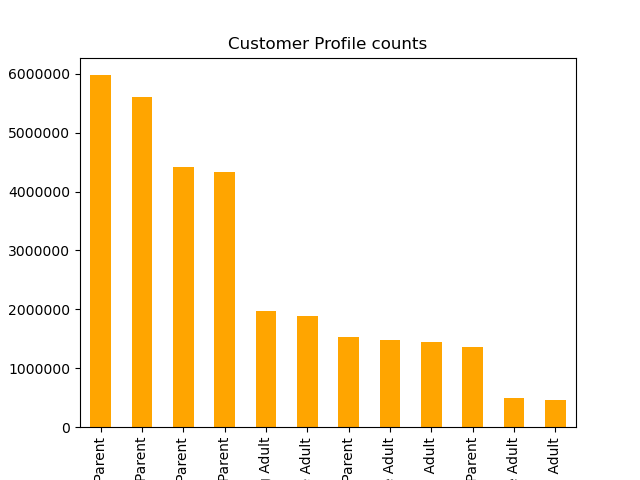 Customer Profile counts
6000000
5000000
4000000
3000000
2000000
1000000
0
Parent
Parent
Parent
Parent
Adult
Adult
Parent
Adult
Adult
Parent
Adult
Adult